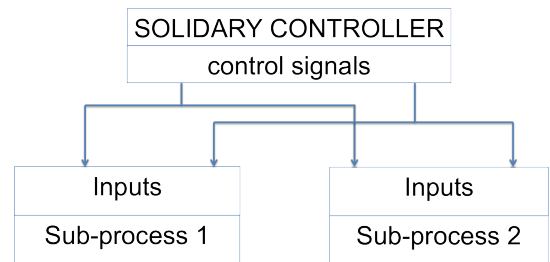 SOLIDARY CONTROLLER
control signals
Inputs
Sub-process 1
Inputs
Sub-process 2